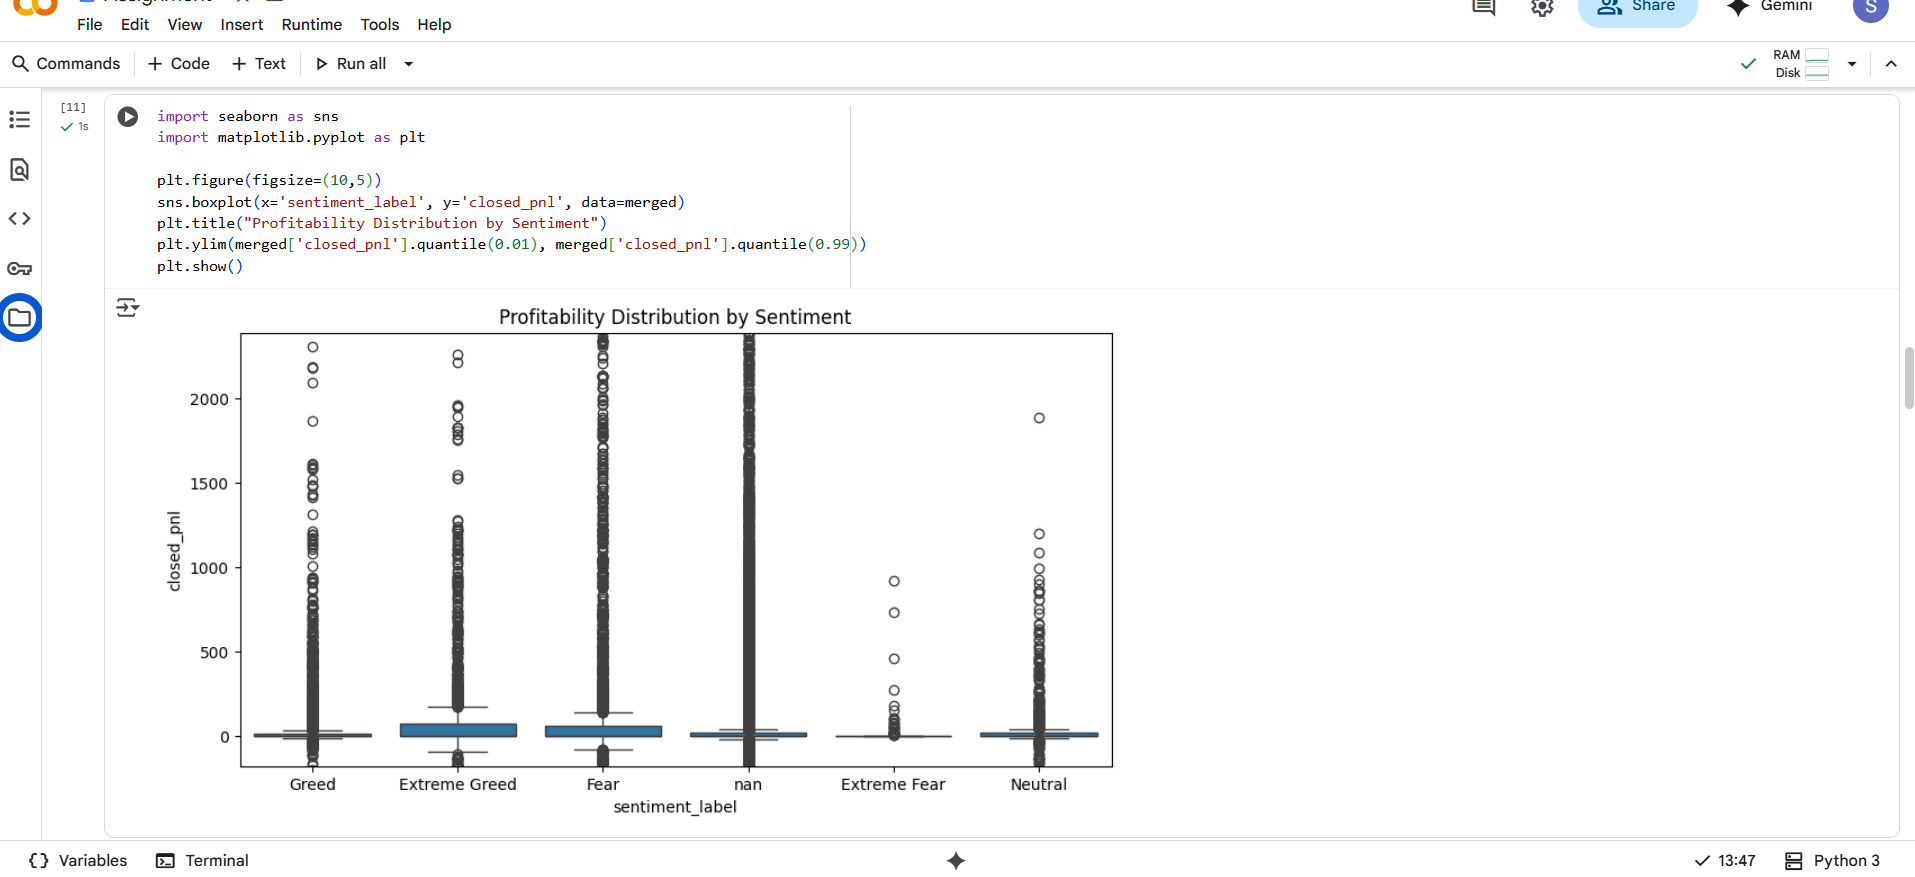 Assignment
Gemini
Share
S
File Edit View Insert Runtime Tools Help
Commands + Code + Text Run all
RAM
Disk
[11]
1s
import seaborn as sns
import matplotlib.pyplot as plt
plt.figure(figsize=(10,5))
sns.boxplot(x='sentiment_label', y='closed_pnl', data=merged)
plt.title("Profitability Distribution by Sentiment")
plt.ylim(merged['closed_pnl'].quantile(0.01), merged['closed_pnl'].quantile(0.99))
plt.show()
Profitability Distribution by Sentiment
2000
1500
1000
500
0
closed_pnl
Greed Extreme Greed Fear nan Extreme Fear Neutral
sentiment_label
{} Variables Terminal 13:47 Python 3